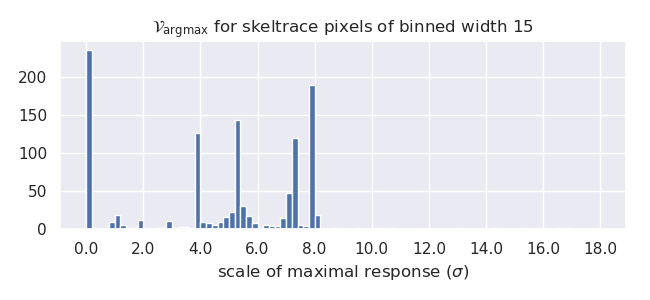 𝒱argmax for skeltrace pixels of binned width 15
200
150
100
50
0
0.0 2.0 4.0 6.0 8.0 10.0 12.0 14.0 16.0 18.0
scale of maximal response (σ)